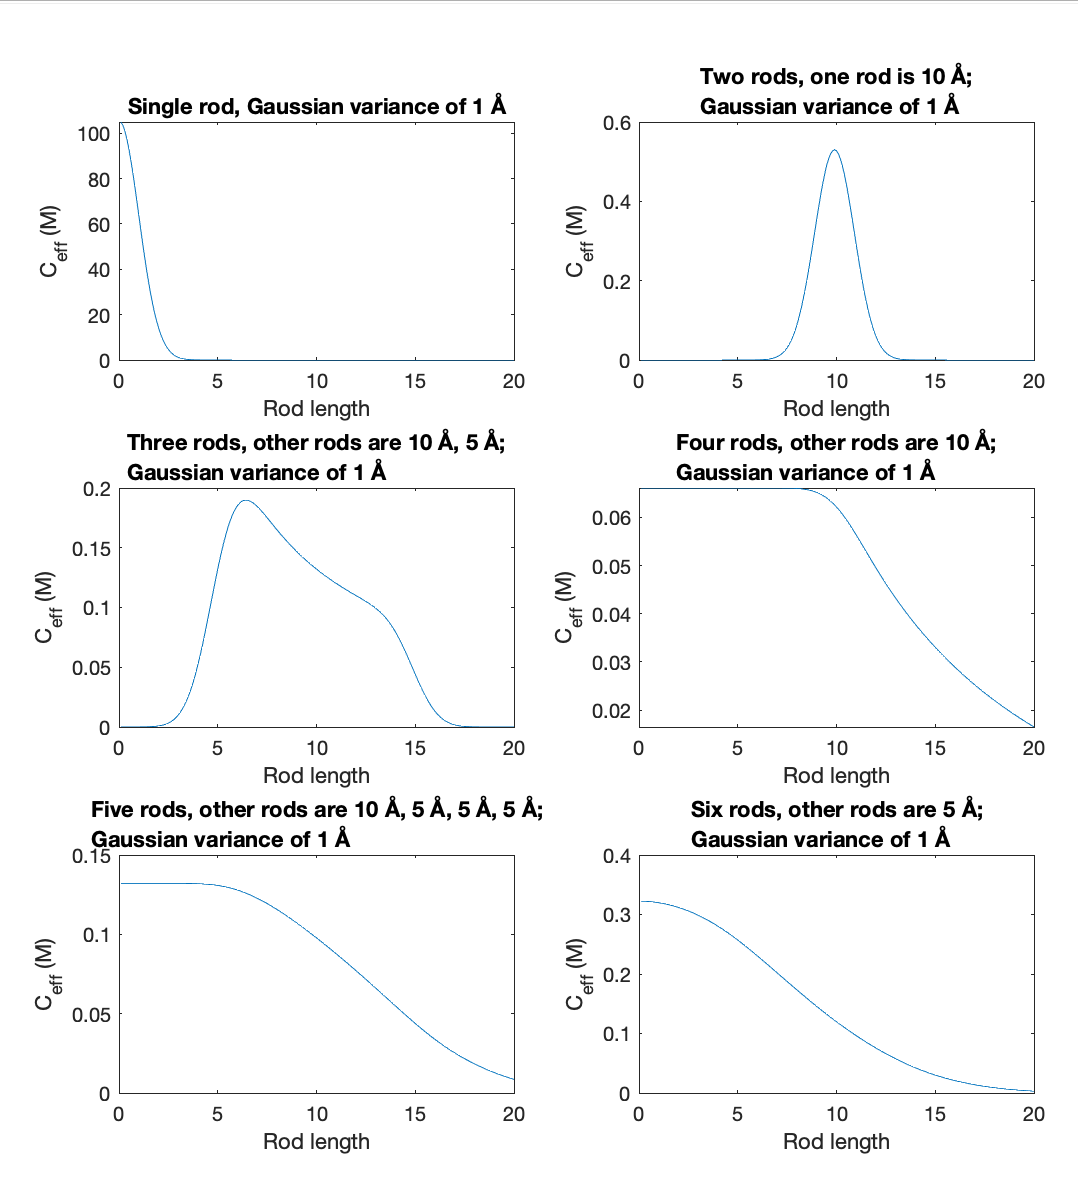 Single rod, Gaussian variance of 1 Å
100
80
60
40
20
0
C_eff (M)
0 5 10 15 20
Rod length
Two rods, one rod is 10 Å;
Gaussian variance of 1 Å
0.6
0.4
0.2
0
C_eff (M)
0 5 10 15 20
Rod length
Three rods, other rods are 10 Å, 5 Å;
Gaussian variance of 1 Å
0.2
0.15
0.1
0.05
0
C_eff (M)
0 5 10 15 20
Rod length
Four rods, other rods are 10 Å;
Gaussian variance of 1 Å
0.06
0.05
0.04
0.03
0.02
C_eff (M)
0 5 10 15 20
Rod length
Five rods, other rods are 10 Å, 5 Å, 5 Å, 5 Å;
Gaussian variance of 1 Å
0.15
0.1
0.05
0
C_eff (M)
0 5 10 15 20
Rod length
Six rods, other rods are 5 Å;
Gaussian variance of 1 Å
0.4
0.3
0.2
0.1
0
C_eff (M)
0 5 10 15 20
Rod length